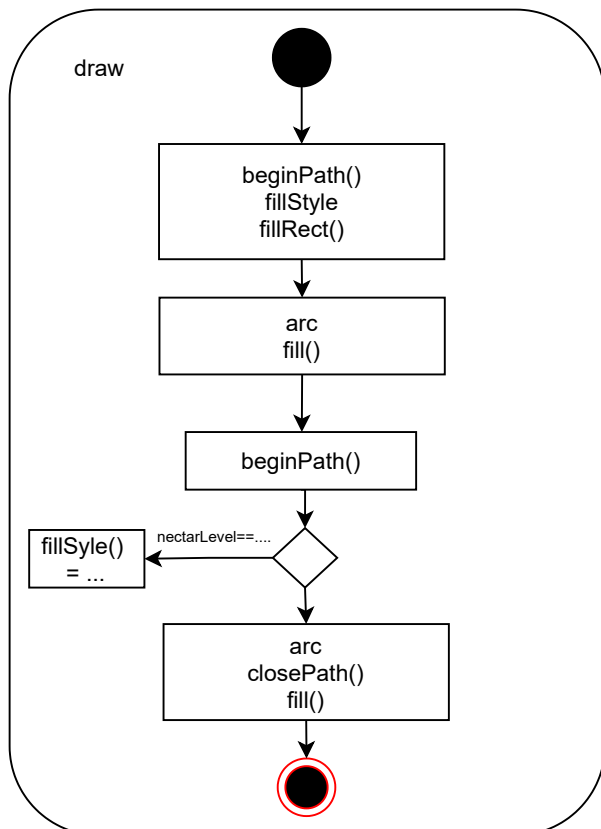 draw
beginPath()
fillStyle
fillRect()
arc
fill()
beginPath()
nectarLevel==....
fillSyle()
= ...
arc
closePath()
fill()